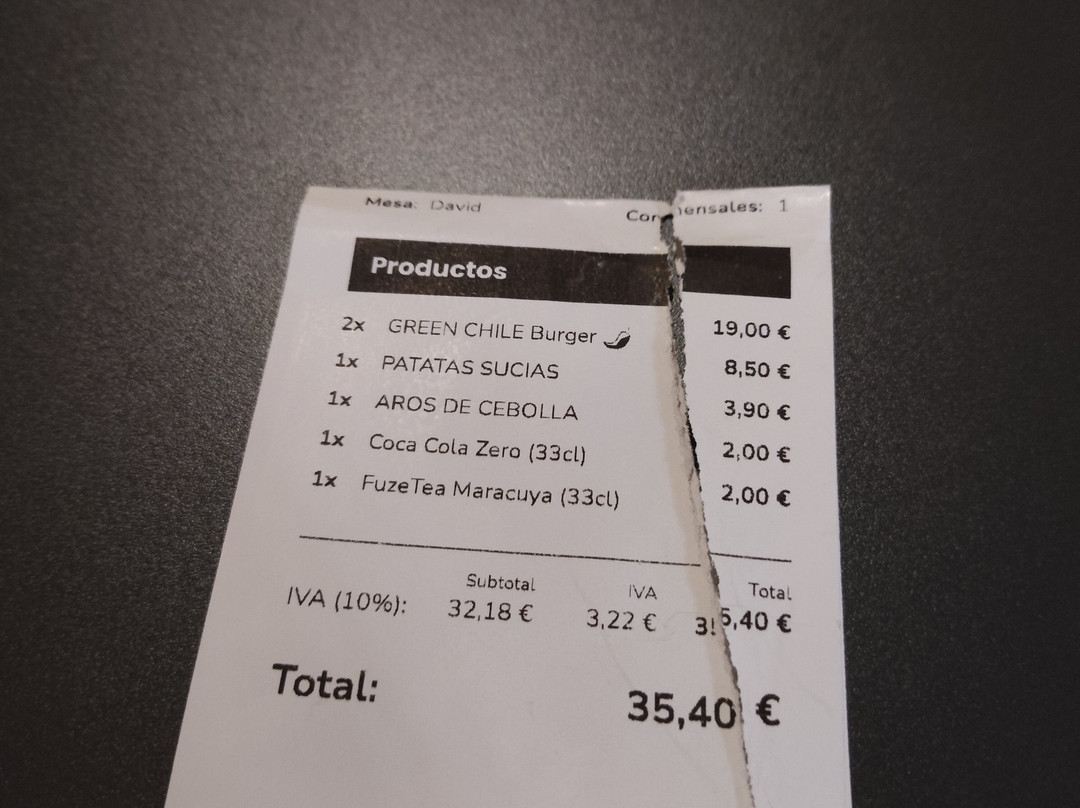 Mesa: David Comensales: 1
Productos
2x GREEN CHILE Burger 19,00 €
1x PATATAS SUCIAS 8,50 €
1x AROS DE CEBOLLA 3,90 €
1x Coca Cola Zero (33cl) 2,00 €
1x FuzeTea Maracuya (33cl) 2,00 €
Subtotal IVA Total
IVA (10%): 32,18 € 3,22 € 35,40 €
Total: 35,40 €